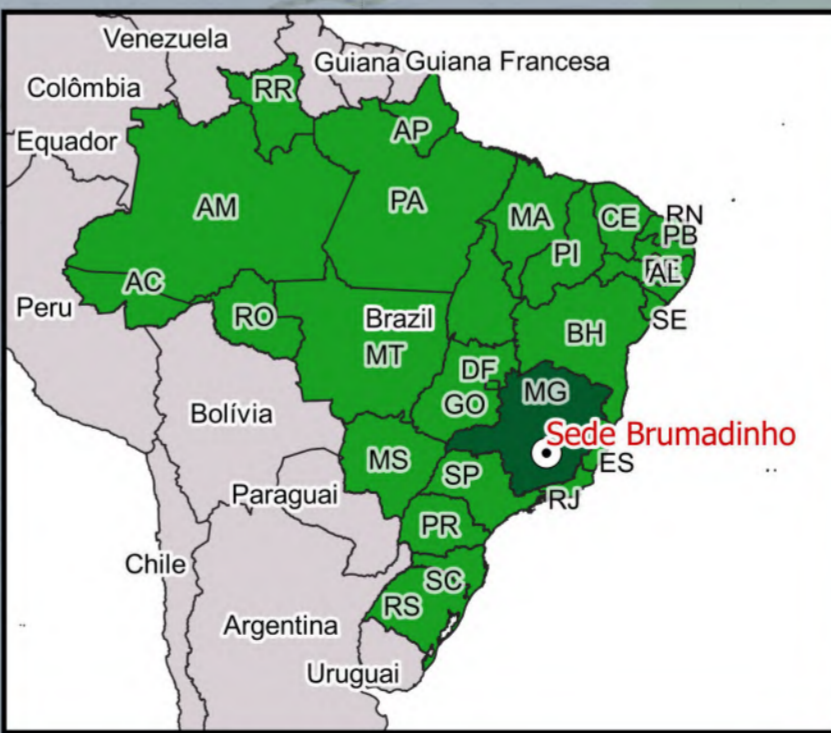 Venezuela
Guiana Guiana Francesa
Colômbia
RR
Equador
AP
AM
PA
MA
CE
RN
PB
PI
AL
AC
Peru
RO
Brazil
SE
BH
MT
DF
MG
GO
Bolívia
Sede Brumadinho
MS
SP
ES
Paraguai
RJ
PR
Chile
SC
RS
Argentina
Uruguai